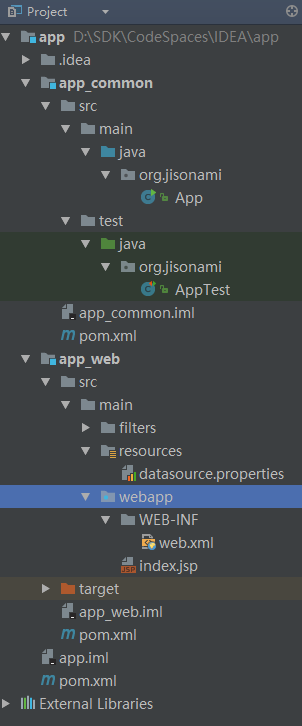 Project
app D:\SDK\CodeSpaces\IDEA\app
.idea
app_common
src
main
java
org.jisonami
App
test
java
org.jisonami
AppTest
app_common.iml
pom.xml
app_web
src
main
filters
resources
datasource.properties
webapp
WEB-INF
web.xml
index.jsp
target
app_web.iml
pom.xml
app.iml
pom.xml
External Libraries